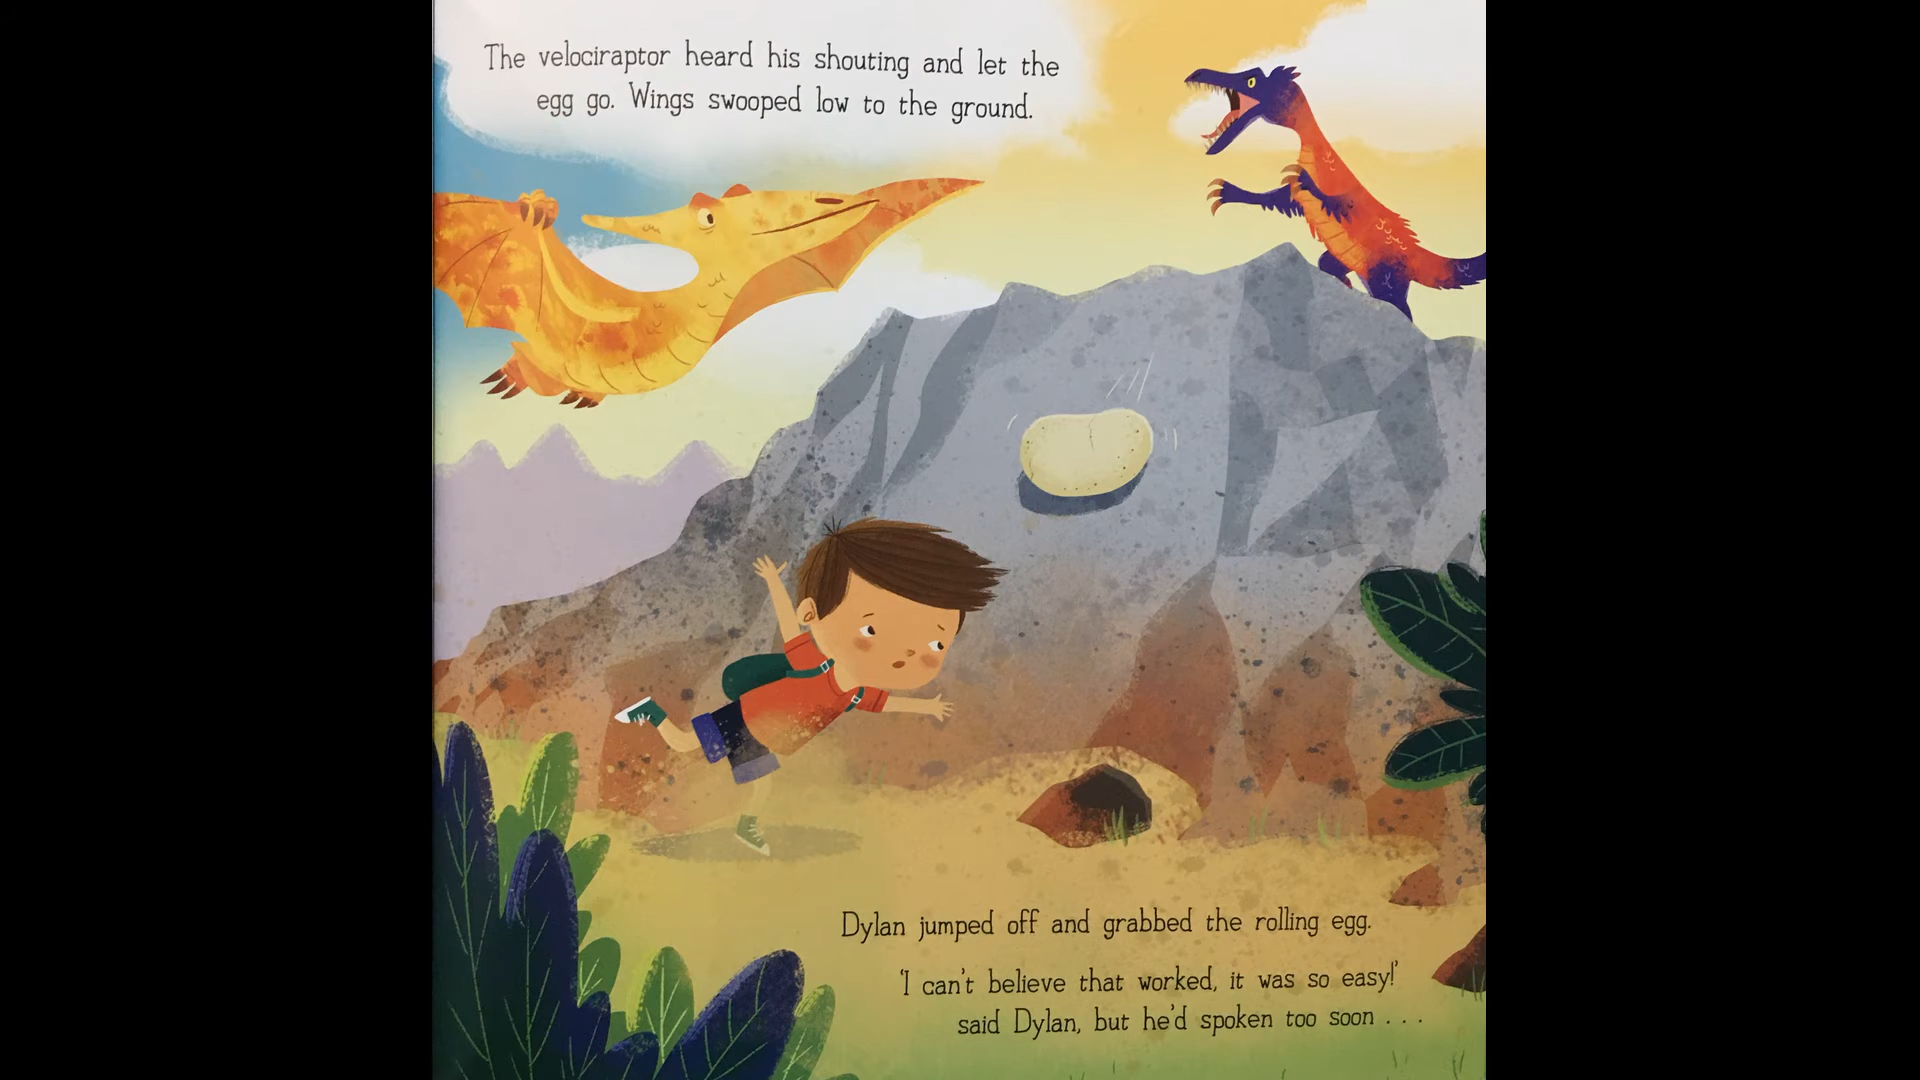 The velociraptor heard his shouting and let the
egg go. Wings swooped low to the ground.
Dylan jumped off and grabbed the rolling egg.
‘I can’t believe that worked, it was so easy!’
said Dylan, but he’d spoken too soon . . .